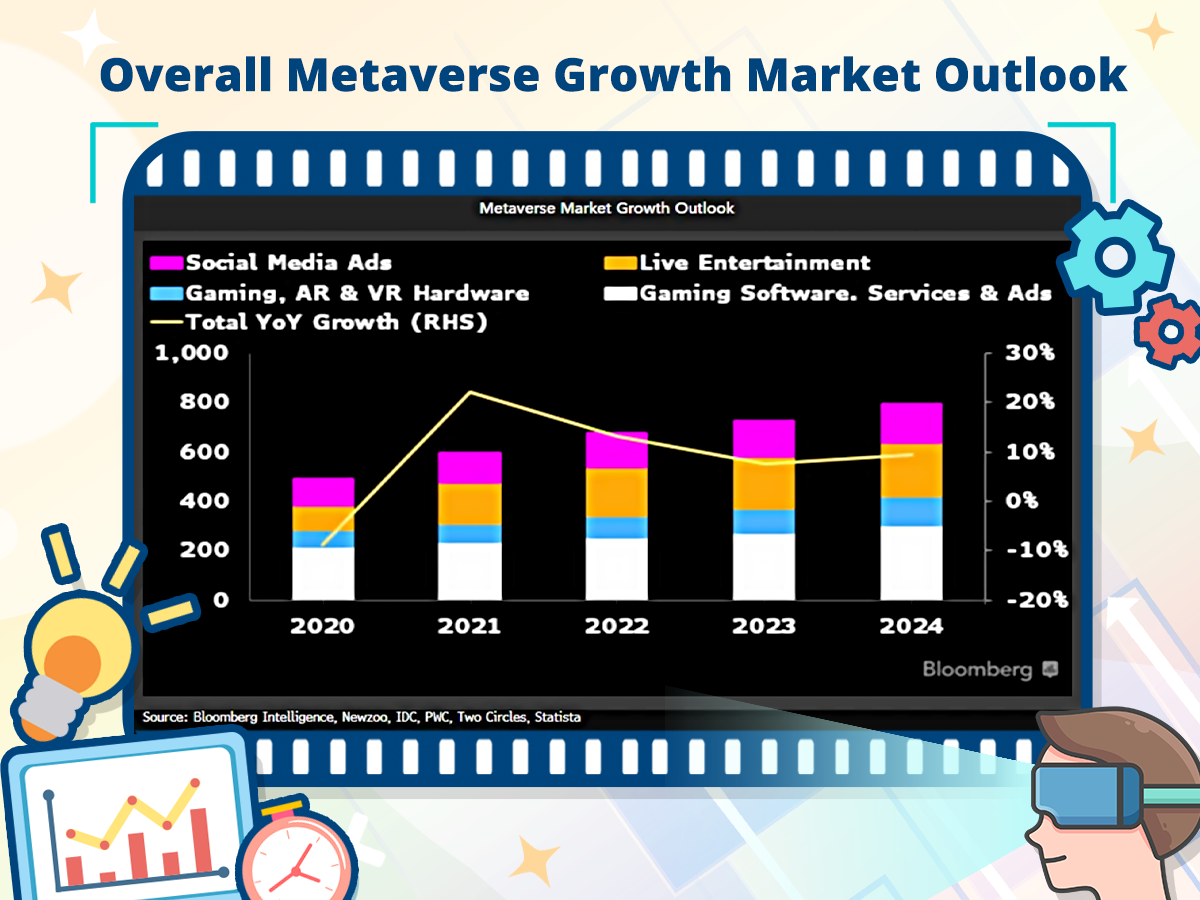 Overall Metaverse Growth Market Outlook
Metaverse Market Growth Outlook
Social Media Ads
Live Entertainment
Gaming, AR & VR Hardware
Gaming Software. Services & Ads
Total YoY Growth (RHS)
1,000
800
600
400
200
0
30%
20%
10%
0%
-10%
-20%
2020 2021 2022 2023 2024
Bloomberg
Source: Bloomberg Intelligence, Newzoo, IDC, PWC, Two Circles, Statista